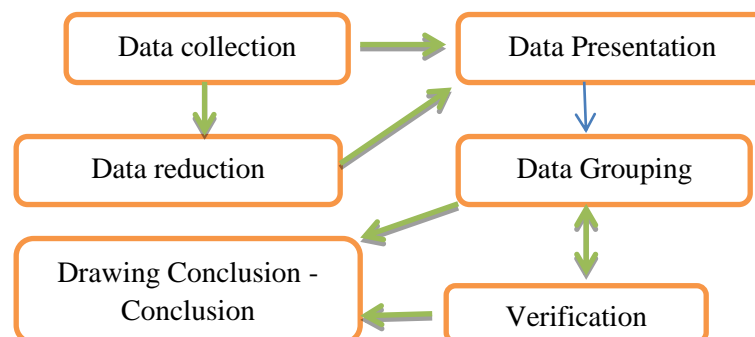 Data collection
Data Presentation
Data reduction
Data Grouping
Drawing Conclusion -
Conclusion
Verification